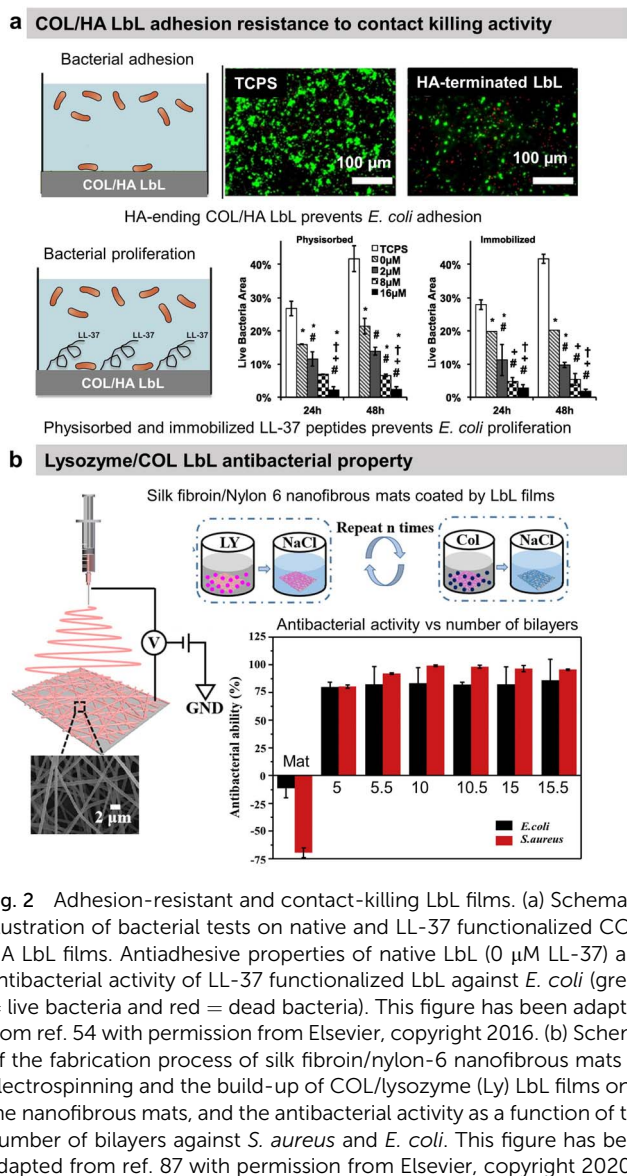 a COL/HA LbL adhesion resistance to contact killing activity
Bacterial adhesion
COL/HA LbL
TCPS
100 µm
HA-terminated LbL
100 µm
HA-ending COL/HA LbL prevents E. coli adhesion
Bacterial proliferation
LL-37 LL-37 LL-37
COL/HA LbL
Physisorbed
Live Bacteria Area
40%
30%
20%
10%
0%
TCPS
0µM
2µM
8µM
16µM
* * # # * † + # * # * # * † + #
24h 48h
Immobilized
Live Bacteria Area
40%
30%
20%
10%
0%
* * # + # † + # * * # * + # † + #
24h 48h
Physisorbed and immobilized LL-37 peptides prevents E. coli proliferation
b Lysozyme/COL LbL antibacterial property
Silk fibroin/Nylon 6 nanofibrous mats coated by LbL films
LY NaCl
Repeat n times
Col NaCl
V
GND
2 µm
Antibacterial activity vs number of bilayers
Antibacterial ability (%)
125
100
75
50
25
0
-25
-50
-75
Mat
5 5.5 10 10.5 15 15.5
E.coli
S.aureus
g. 2 Adhesion-resistant and contact-killing LbL films. (a) Schema
ustration of bacterial tests on native and LL-37 functionalized CO
A LbL films. Antiadhesive properties of native LbL (0 µM LL-37) a
ntibacterial activity of LL-37 functionalized LbL against E. coli (gre
= live bacteria and red = dead bacteria). This figure has been adapt
om ref. 54 with permission from Elsevier, copyright 2016. (b) Schem
f the fabrication process of silk fibroin/nylon-6 nanofibrous mats
lectrospinning and the build-up of COL/lysozyme (Ly) LbL films on
he nanofibrous mats, and the antibacterial activity as a function of t
umber of bilayers against S. aureus and E. coli. This figure has be
dapted from ref. 87 with permission from Elsevier, copyright 2020